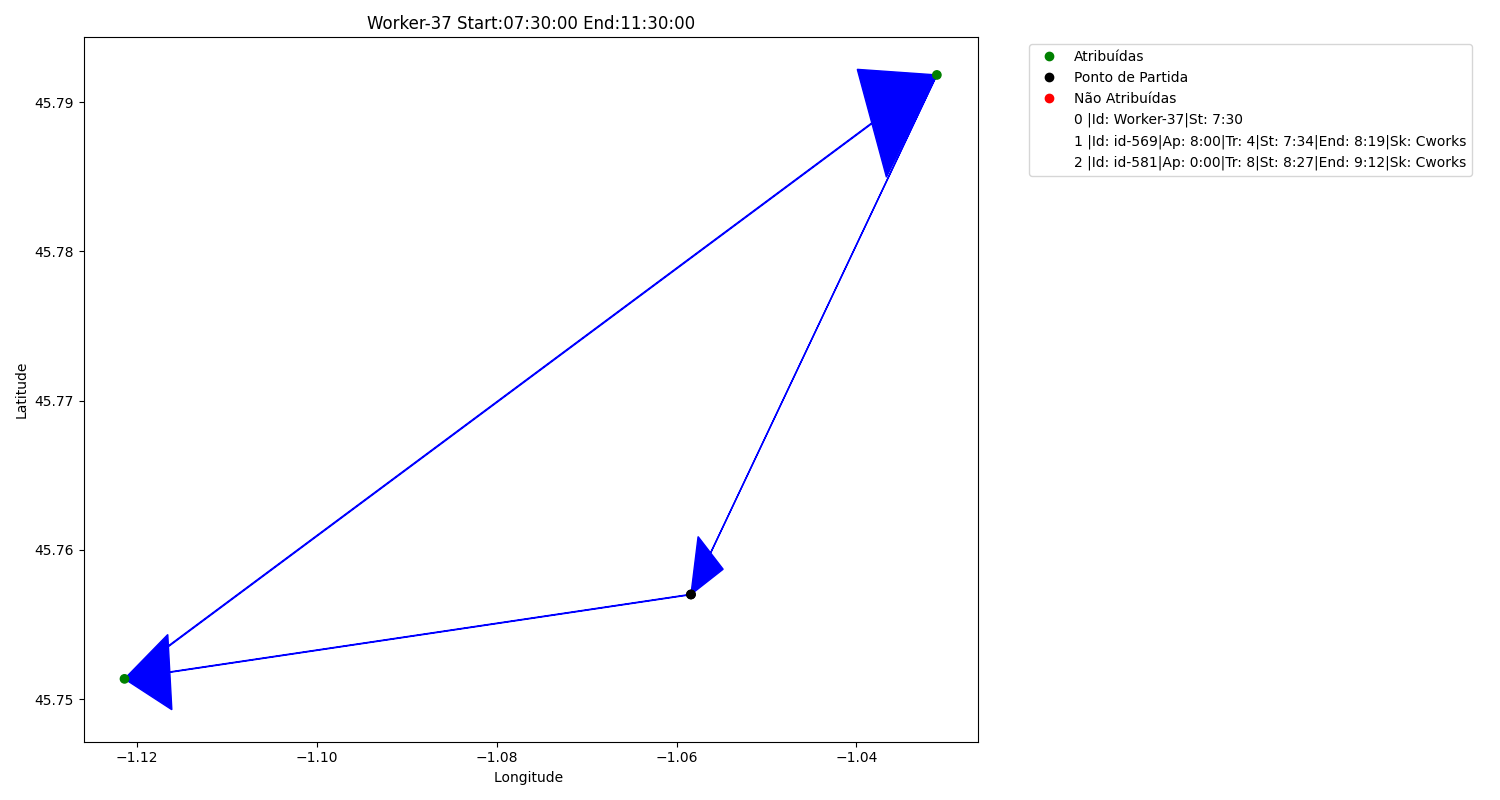 Worker-37 Start:07:30:00 End:11:30:00
Atribuídas
Ponto de Partida
Não Atribuídas
0 |Id: Worker-37|St: 7:30
1 |Id: id-569|Ap: 8:00|Tr: 4|St: 7:34|End: 8:19|Sk: Cworks
2 |Id: id-581|Ap: 0:00|Tr: 8|St: 8:27|End: 9:12|Sk: Cworks
45.79
45.78
45.77
45.76
45.75
Latitude
−1.12 −1.10 −1.08 −1.06 −1.04
Longitude